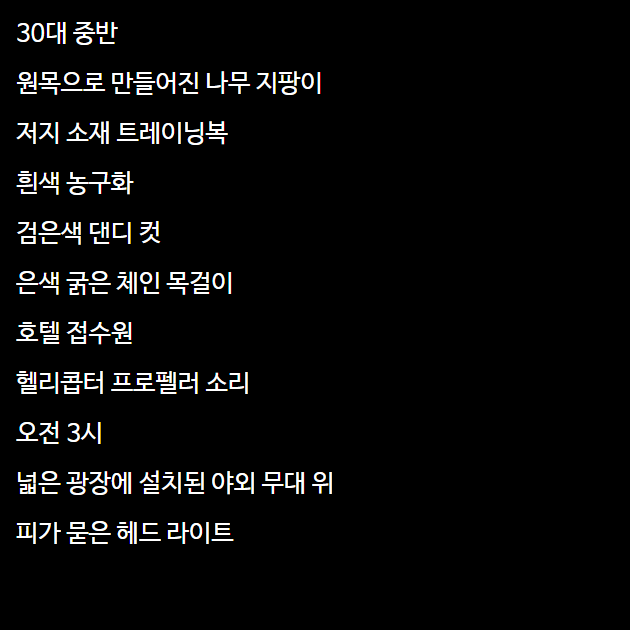 30대 중반
원목으로 만들어진 나무 지팡이
저지 소재 트레이닝복
흰색 농구화
검은색 댄디 컷
은색 굵은 체인 목걸이
호텔 접수원
헬리콥터 프로펠러 소리
오전 3시
넓은 광장에 설치된 야외 무대 위
피가 묻은 헤드 라이트